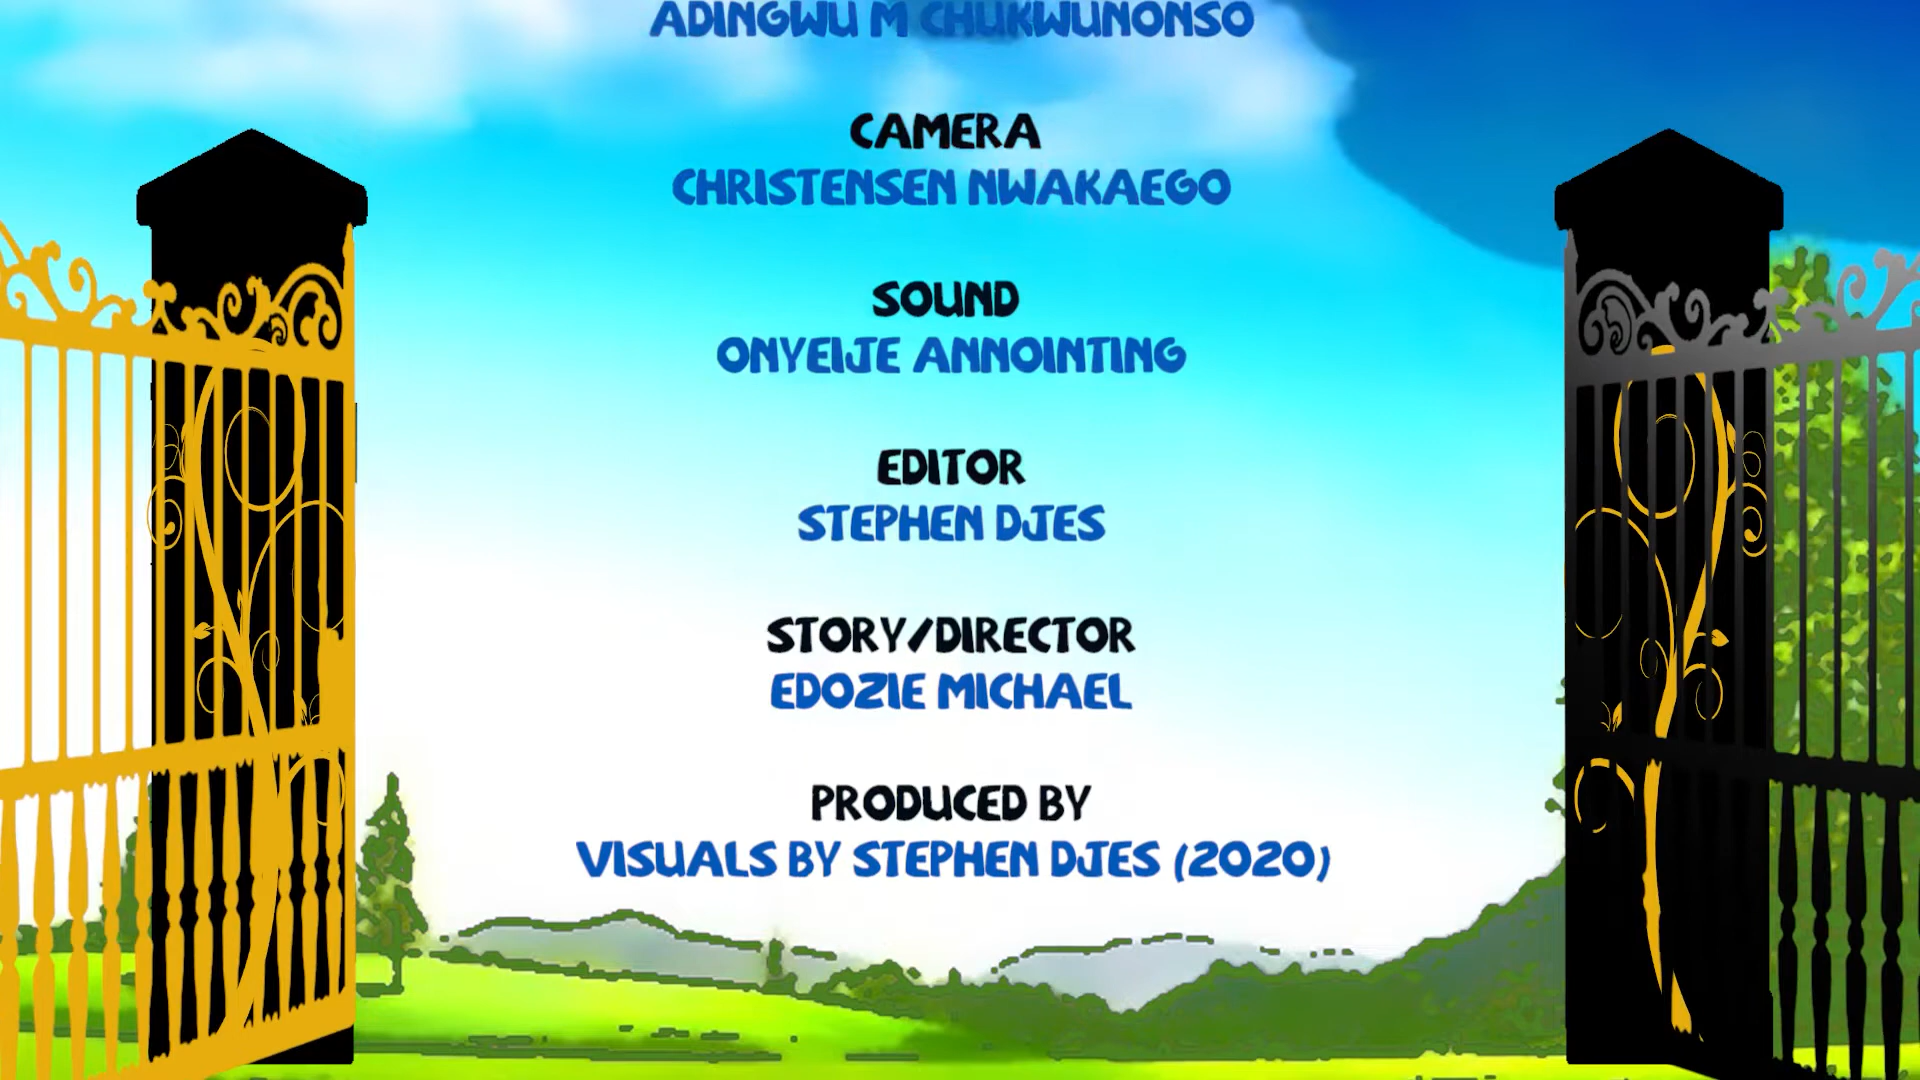 ADINGWU M CHUKWUNONSO
CAMERA
CHRISTENSEN NWAKAEGO
SOUND
ONYEIJE ANNOINTING
EDITOR
STEPHEN DJES
STORY/DIRECTOR
EDOZIE MICHAEL
PRODUCED BY
VISUALS BY STEPHEN DJES (2020)